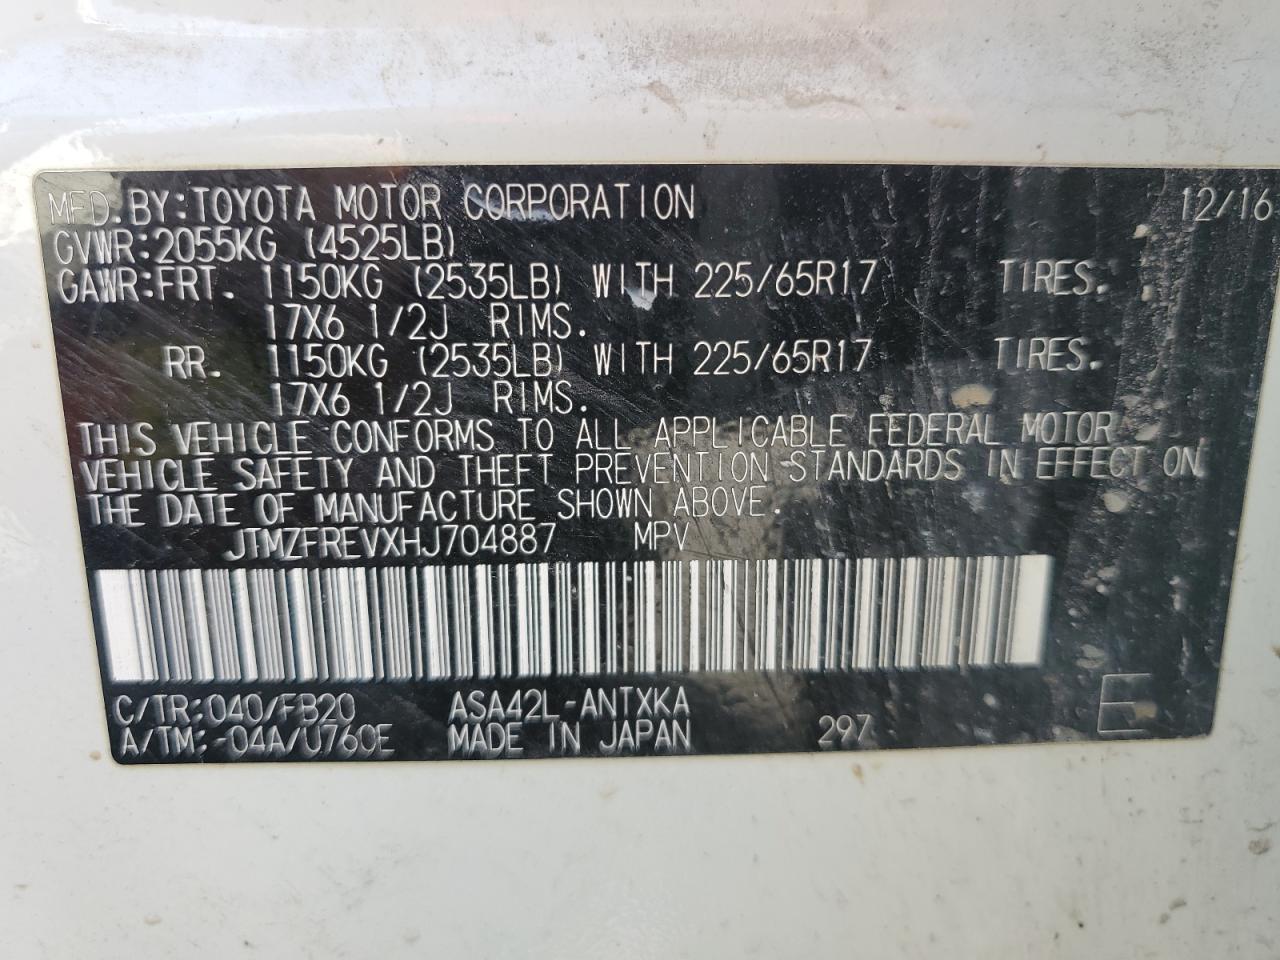 MFD. BY: TOYOTA MOTOR CORPORATION 12/16
GVWR: 2055KG (4525LB)
GAWR: FRT. 1150KG (2535LB) WITH 225/65R17 TIRES.
17X6 1/2J RIMS.
RR. 1150KG (2535LB) WITH 225/65R17 TIRES.
17X6 1/2J RIMS.
THIS VEHICLE CONFORMS TO ALL APPLICABLE FEDERAL MOTOR
VEHICLE SAFETY AND THEFT PREVENTION STANDARDS IN EFFECT ON
THE DATE OF MANUFACTURE SHOWN ABOVE.
JTMZFREVXHJ704887 MPV
C/TR: 040/FB20 ASA42L-ANTXKA
A/TM: -04A/U760E MADE IN JAPAN 297 E